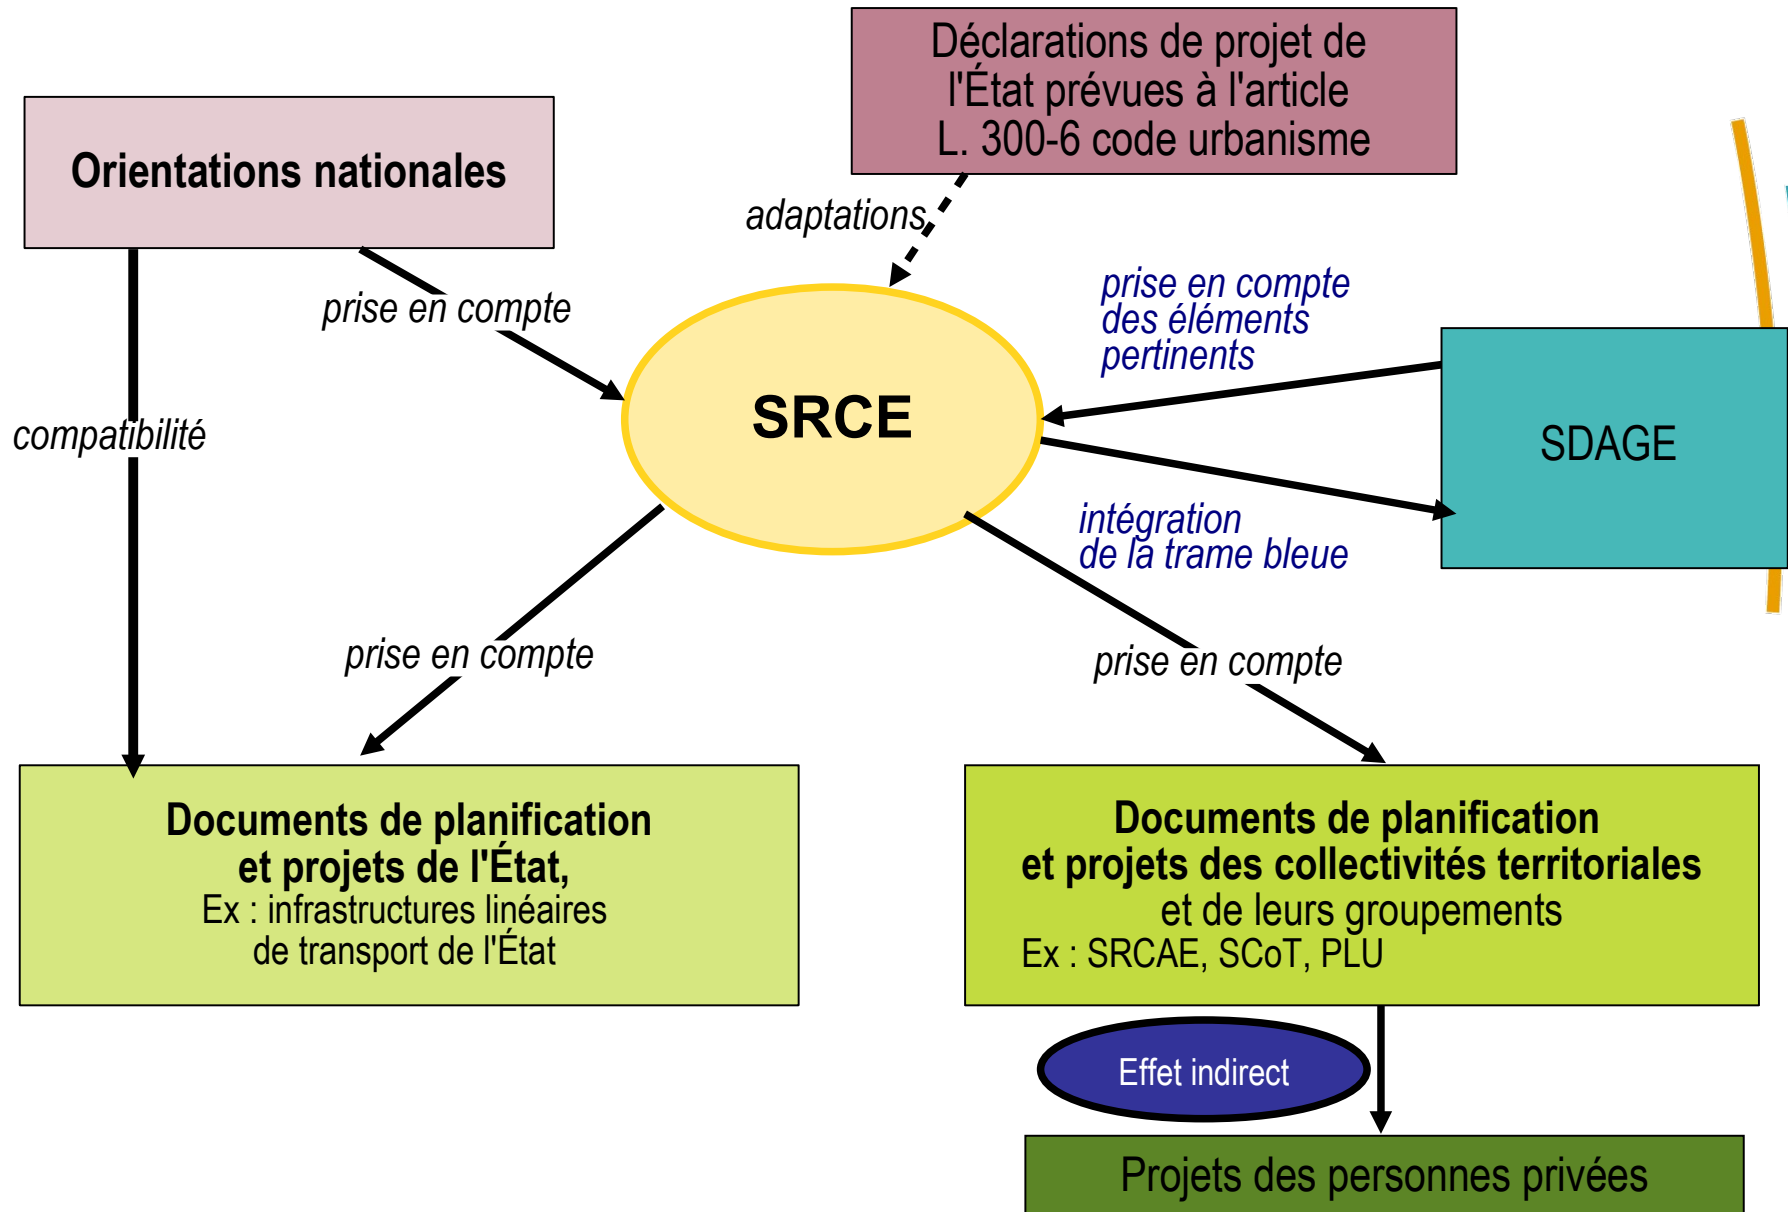 Déclarations de projet de
l'État prévues à l'article
L. 300-6 code urbanisme
Orientations nationales
adaptations
prise en compte
prise en compte
des éléments
pertinents
compatibilité
SRCE
SDAGE
intégration
de la trame bleue
prise en compte
prise en compte
Documents de planification
et projets de l'État,
Ex : infrastructures linéaires
de transport de l'État
Documents de planification
et projets des collectivités territoriales
et de leurs groupements
Ex : SRCAE, SCoT, PLU
Effet indirect
Projets des personnes privées